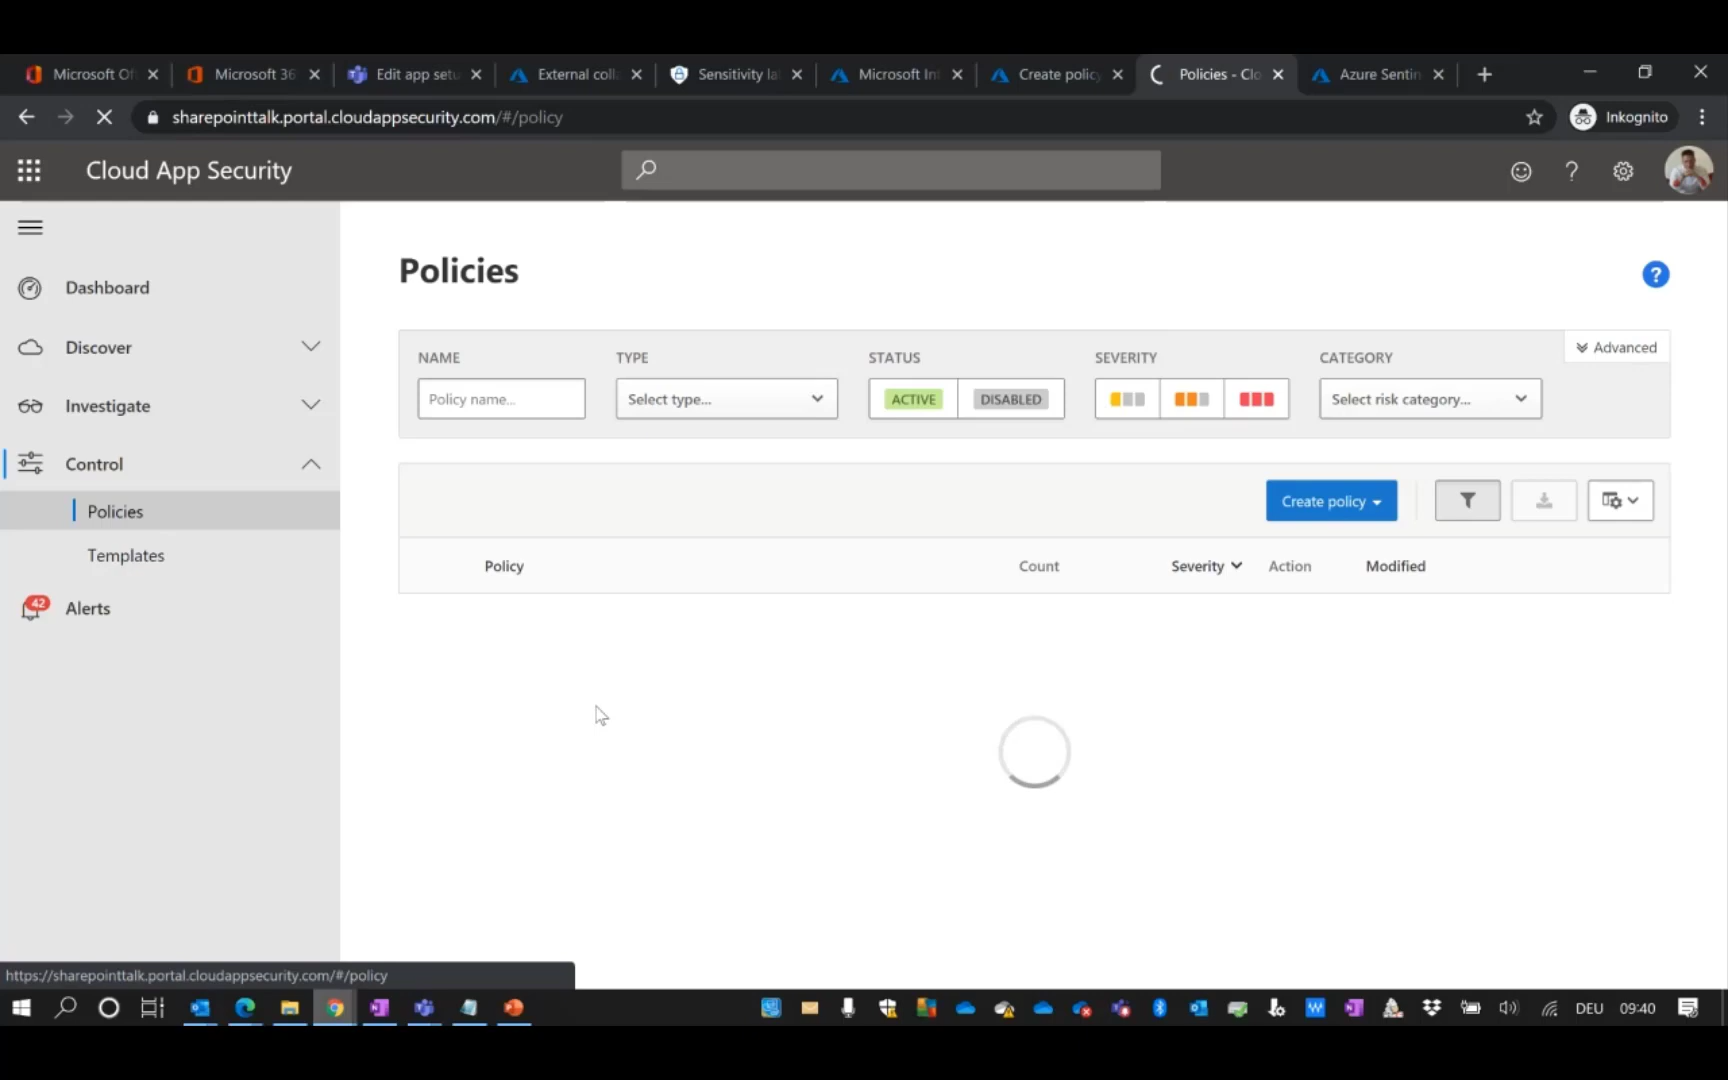 Microsoft Of
Microsoft 36
Edit app setu
External coll
Sensitivity la
Microsoft Int
Create policy
Policies - Clo
Azure Sentin
sharepointtalk.portal.cloudappsecurity.com/#/policy
Inkognito
Cloud App Security
Dashboard
Discover
Investigate
Control
Policies
Templates
42
Alerts
Policies
Advanced
NAME
TYPE
STATUS
SEVERITY
CATEGORY
Policy name...
Select type...
ACTIVE
DISABLED
Select risk category...
Create policy
Policy
Count
Severity
Action
Modified
https://sharepointtalk.portal.cloudappsecurity.com/#/policy
DEU
09:40